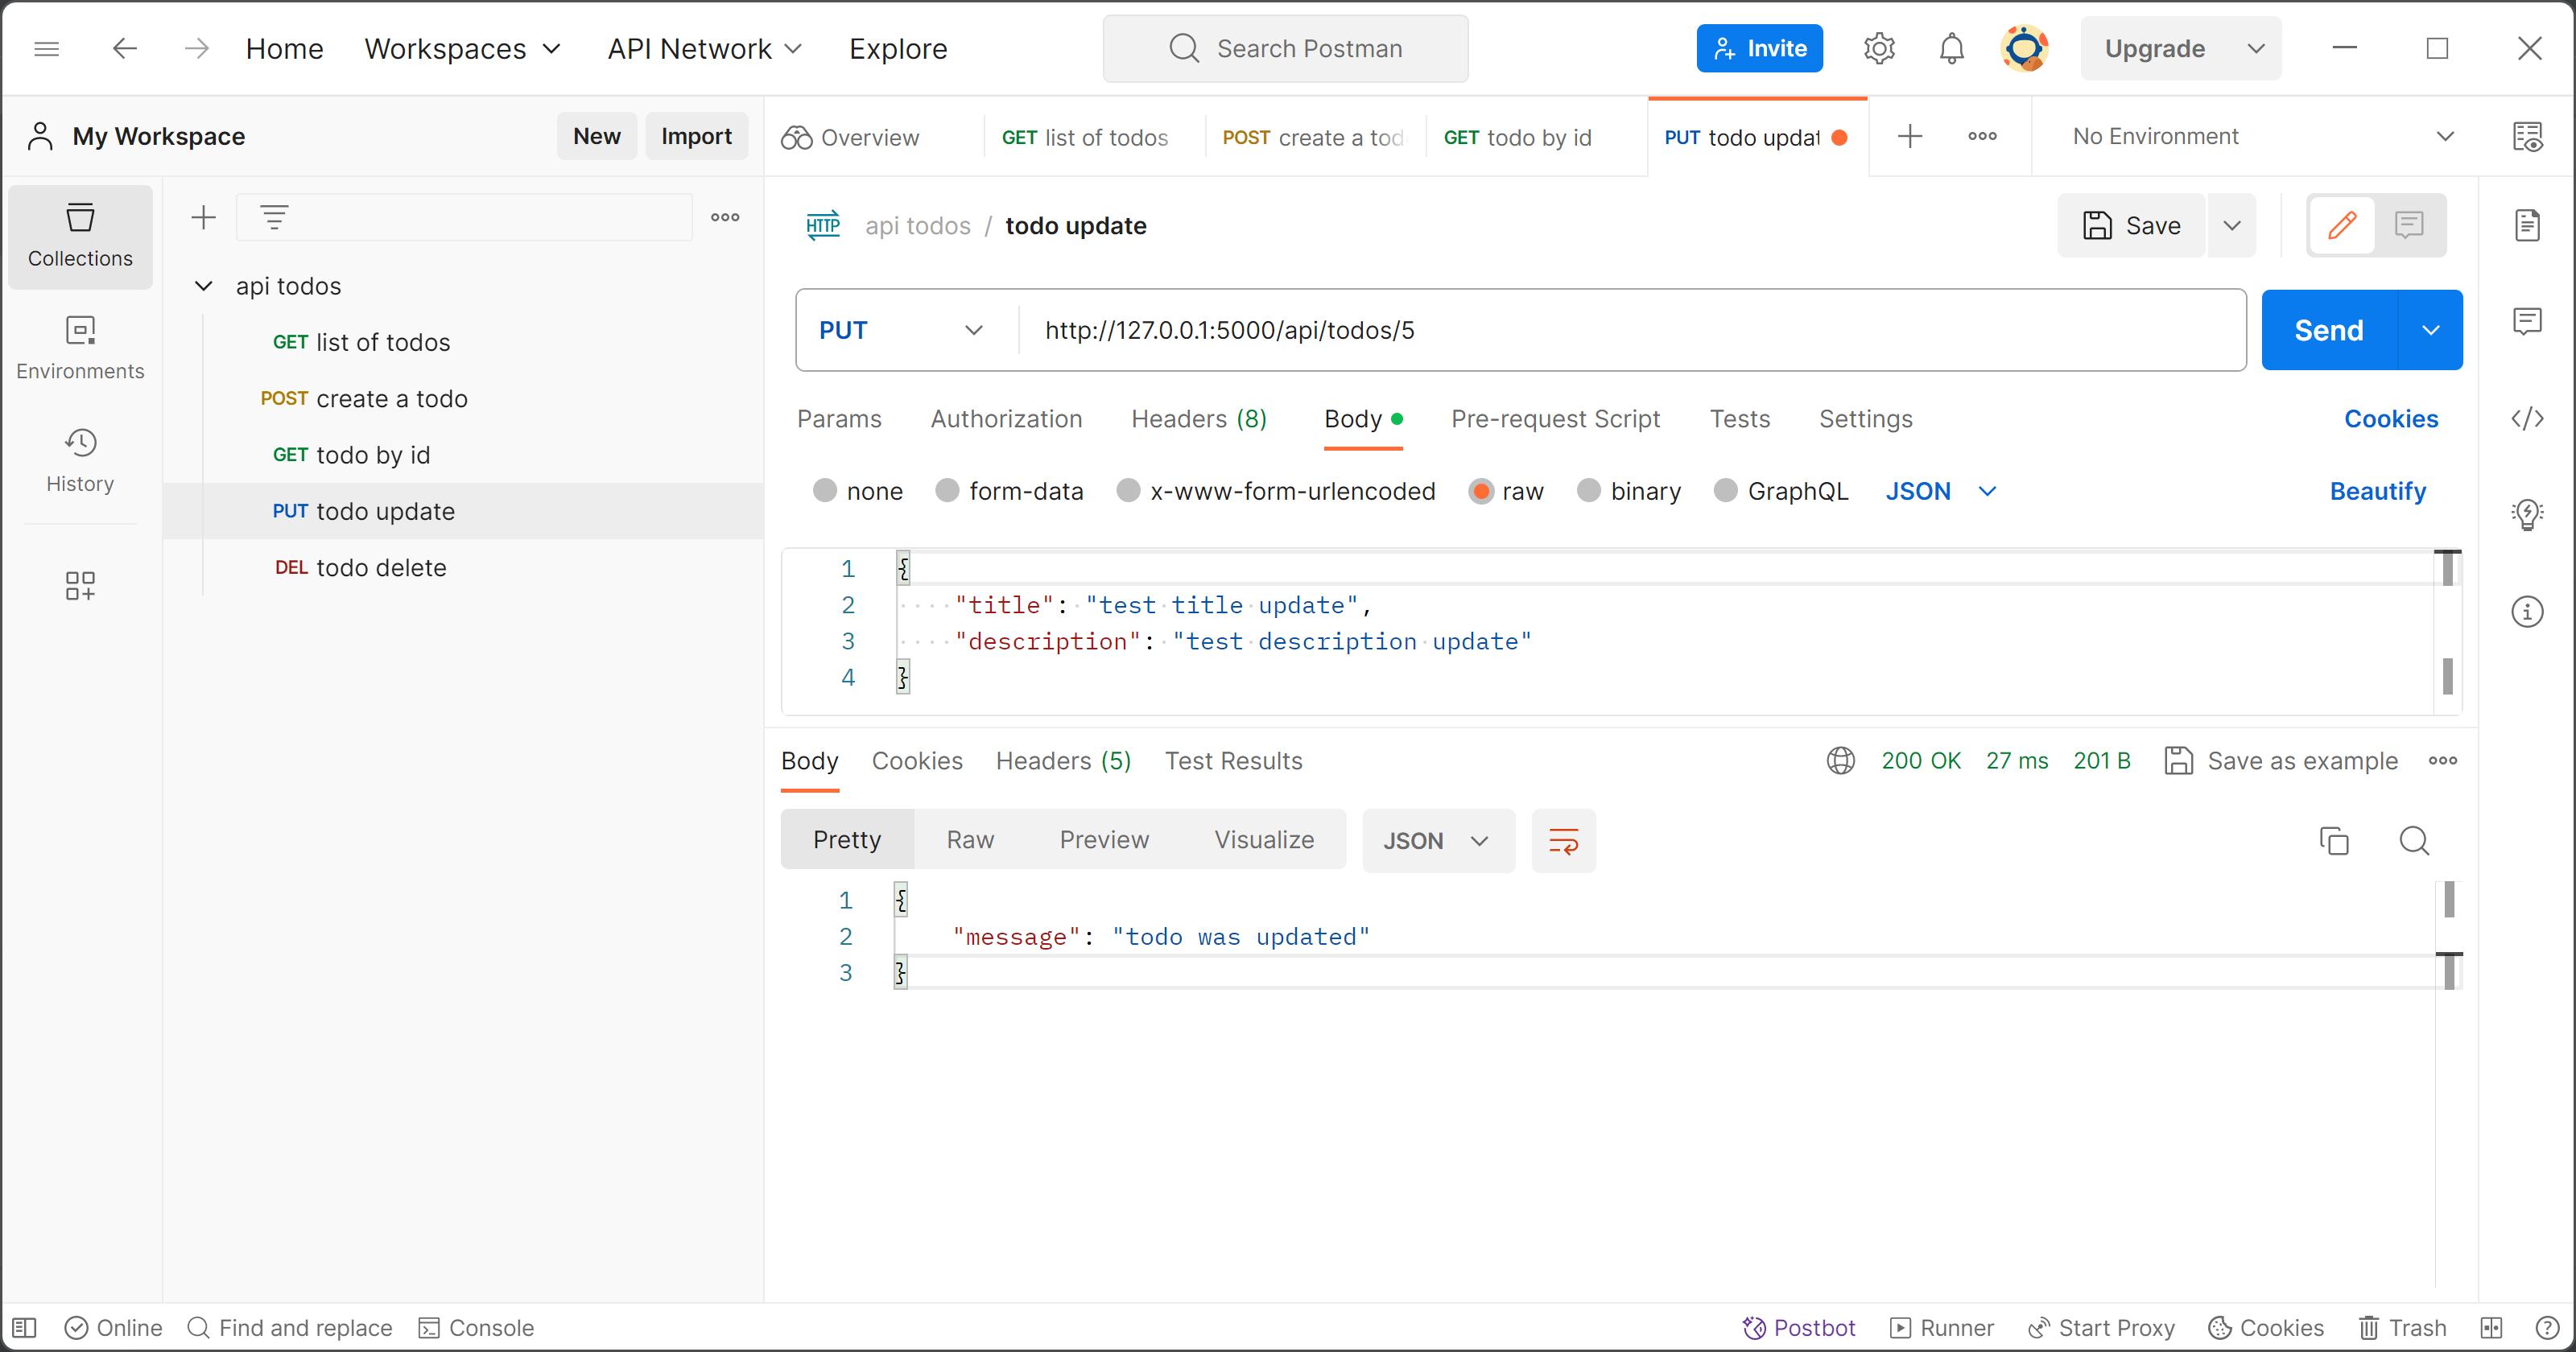 Home Workspaces API Network Explore Search Postman Invite Upgrade
My Workspace New Import
Overview GET list of todos POST create a tod GET todo by id PUT todo updat No Environment
Collections
Environments
History
api todos
GET list of todos
POST create a todo
GET todo by id
PUT todo update
DEL todo delete
HTTP api todos / todo update Save
PUT http://127.0.0.1:5000/api/todos/5 Send
Params Authorization Headers (8) Body Pre-request Script Tests Settings Cookies
none form-data x-www-form-urlencoded raw binary GraphQL JSON Beautify
1 {
2 "title": "test title update",
3 "description": "test description update"
4 }
Body Cookies Headers (5) Test Results 200 OK 27 ms 201 B Save as example
Pretty Raw Preview Visualize JSON
1 {
2 "message": "todo was updated"
3 }
Online Find and replace Console Postbot Runner Start Proxy Cookies Trash